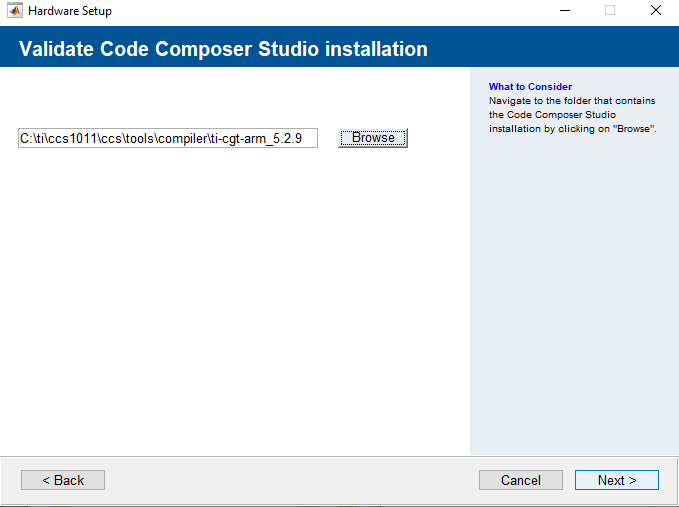 Hardware Setup
Validate Code Composer Studio installation
What to Consider
Navigate to the folder that contains
the Code Composer Studio
installation by clicking on "Browse".
C:\ti\ccs1011\ccs\tools\compiler\ti-cgt-arm_5.2.9
Browse
< Back
Cancel
Next >